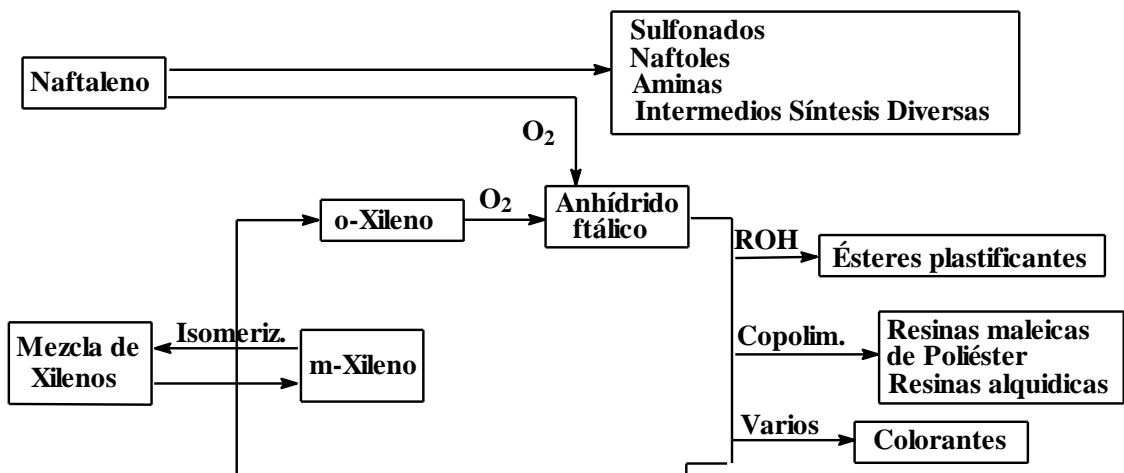 Naftaleno
Sulfonados
Naftoles
Aminas
Intermedios Síntesis Diversas
O2
o-Xileno
O2
Anhídrido
ftálico
ROH
Ésteres plastificantes
Mezcla de
Xilenos
Isomeriz.
m-Xileno
Copolim.
Resinas maleicas
de Poliéster
Resinas alquidicas
Varios
Colorantes